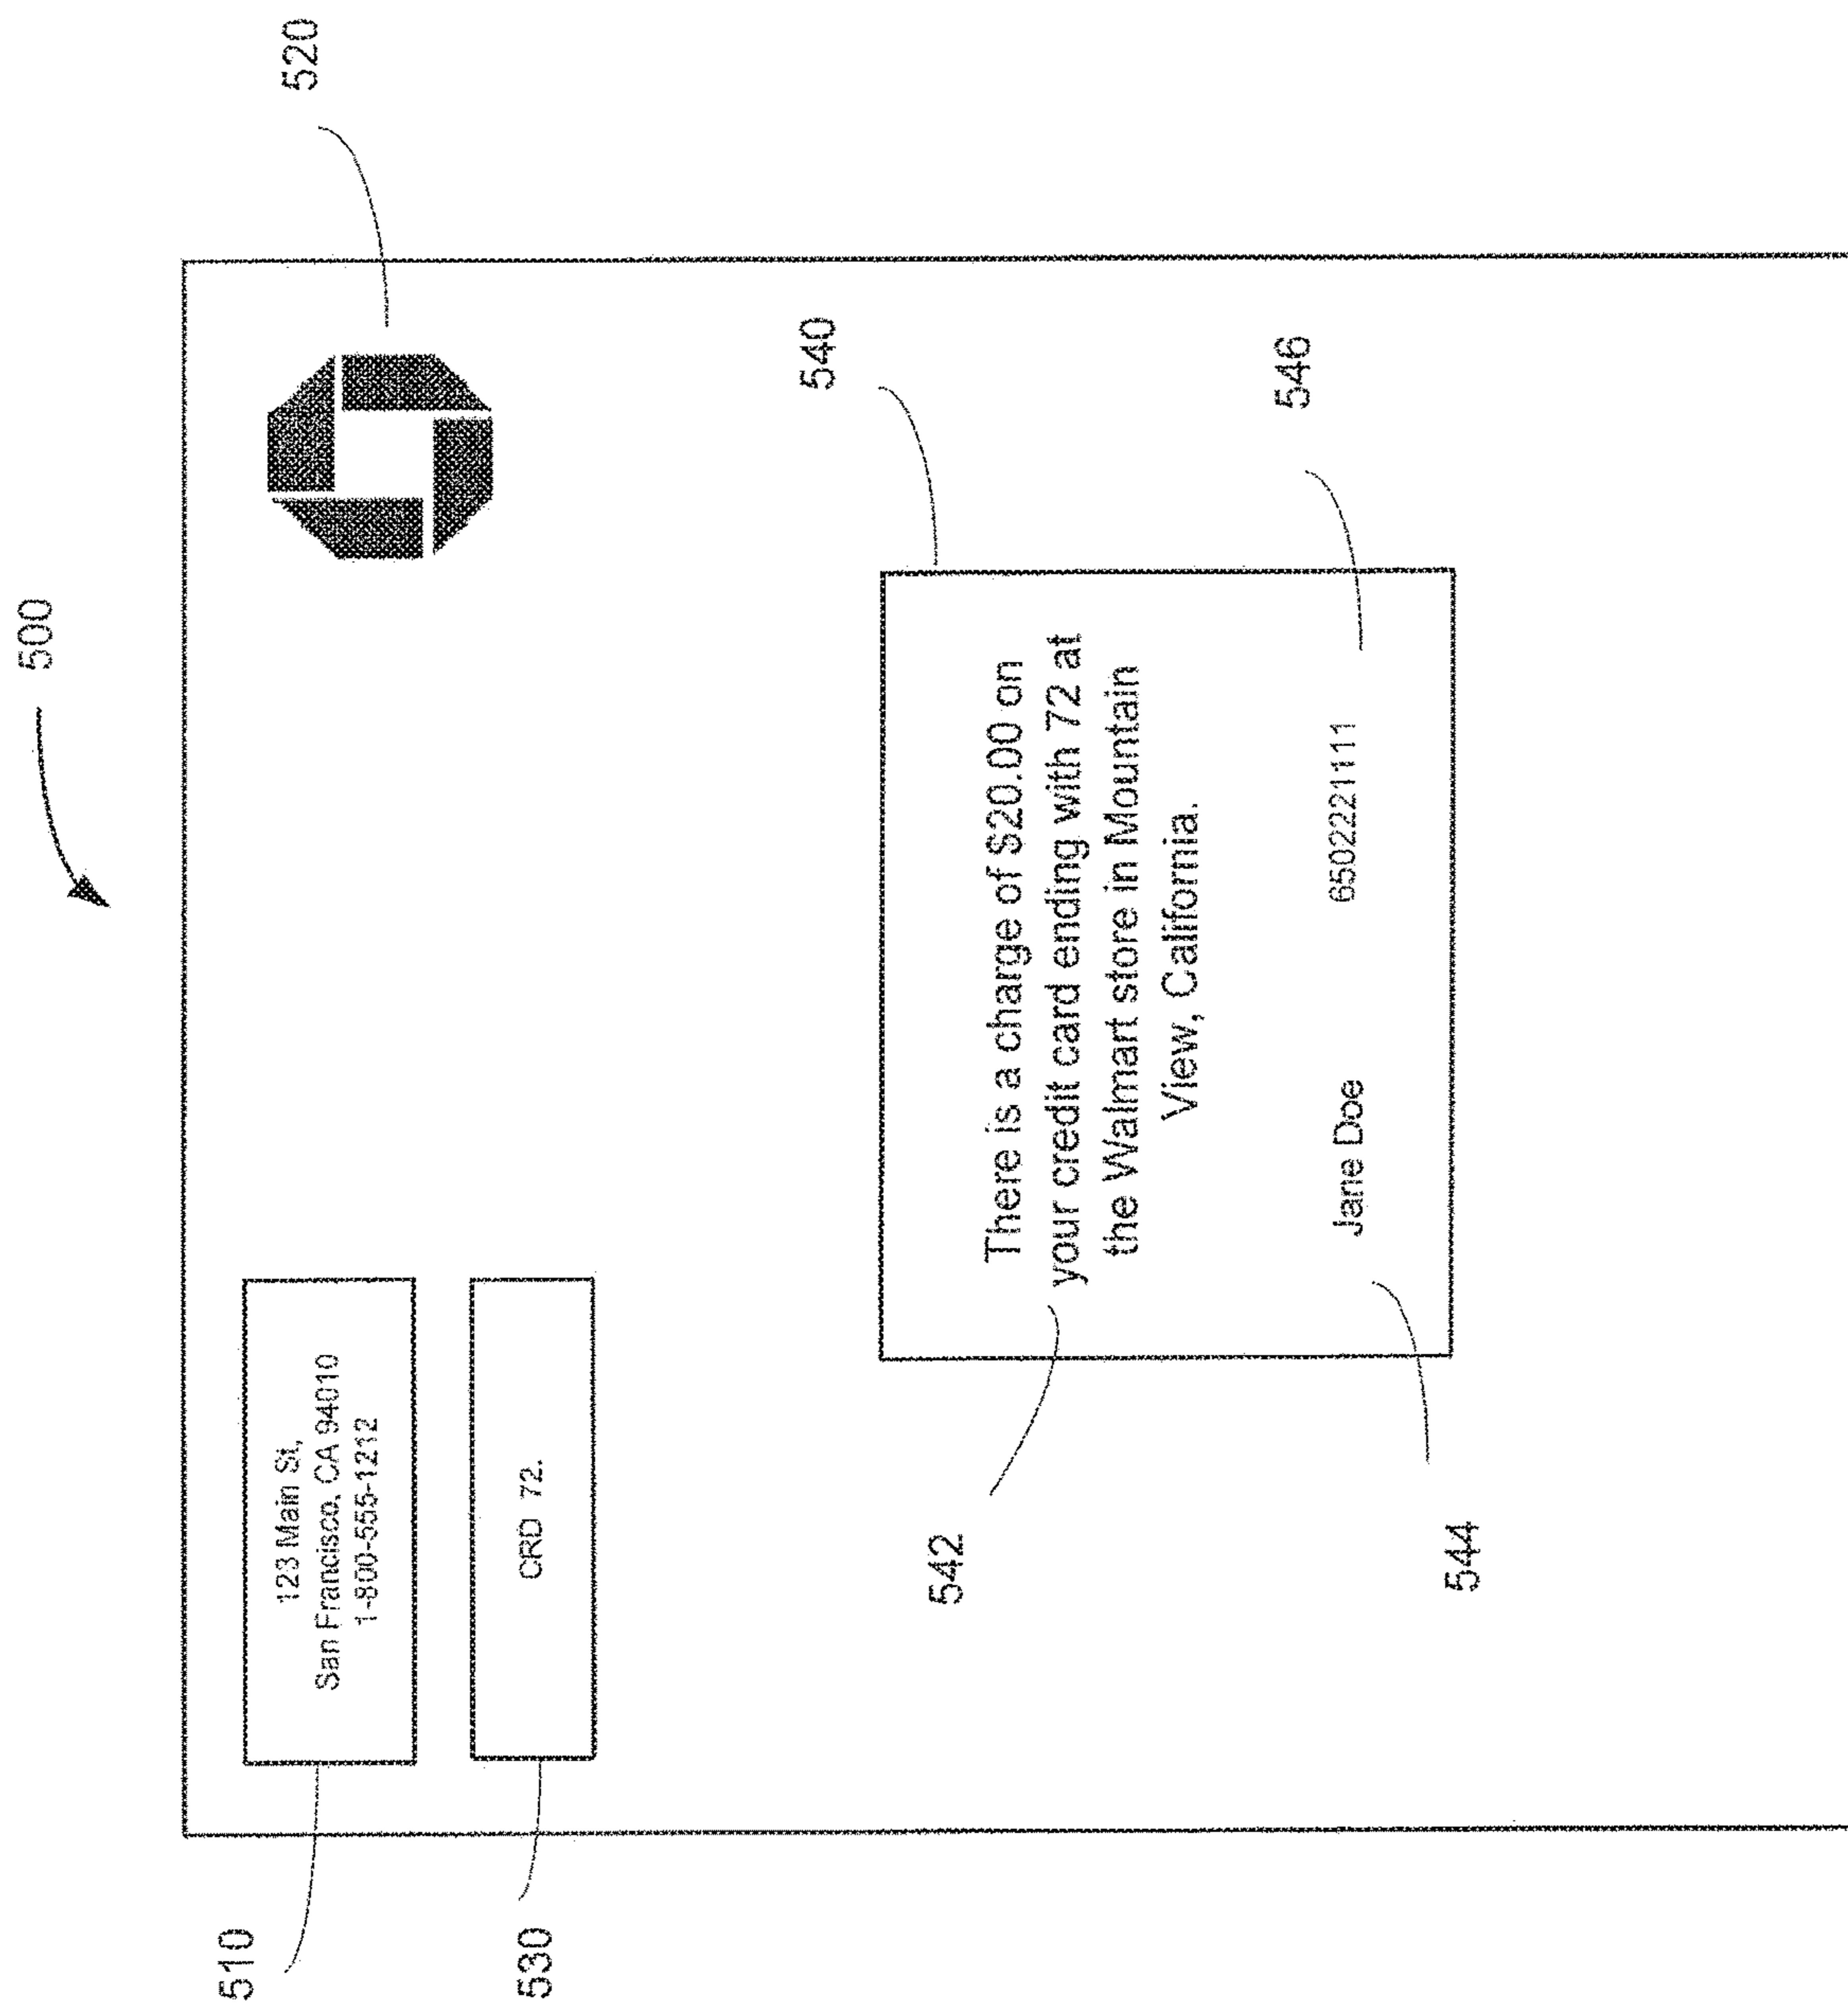 500
510
123 Main St,
San Francisco, CA 94010
1-800-555-1212
520
530
CRD 72.
540
542
There is a charge of $20.00 on
your credit card ending with 72 at
the Walmart store in Mountain
View, California.
544
Jane Doe
6502221111
546